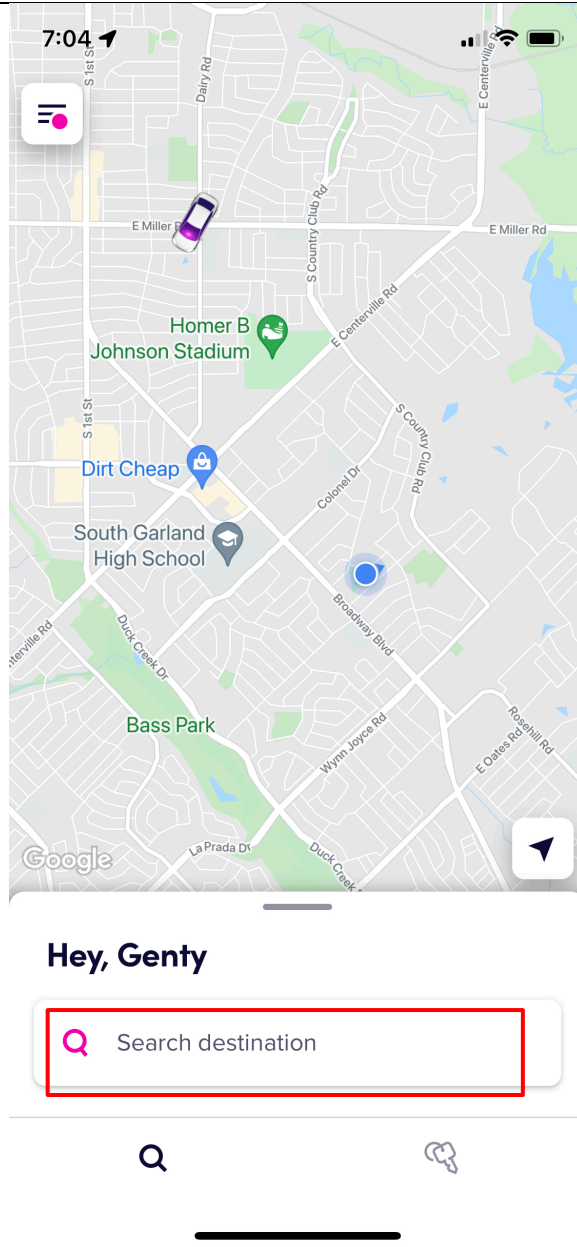 7:04
S 1st St
Dairy Rd
E Centerville Rd
E Miller
E Miller Rd
S Country Club Rd
Homer B
Johnson Stadium
E Centerville Rd
S 1st St
S Country Club Rd
Dirt Cheap
Colonel Dr
South Garland
High School
Broadway Blvd
nterville Rd
Duck Creek Dr
Bass Park
Wynn Joyce Rd
Rosehill Rd
E Oates Rd
Google
La Prada Dr
Duck Creek
Hey, Genty
Search destination